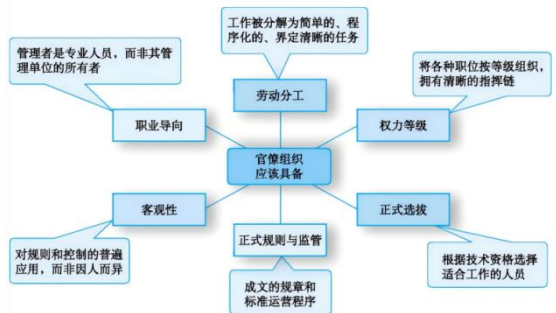 工作被分解为简单的、程
序化的、界定清晰的任务
管理者是专业人员，而非其管
理单位的所有者
将各种职位按等级组织，
拥有清晰的指挥链
劳动分工
职业导向
权力等级
官僚组织
应该具备
客观性
正式选拔
正式规则与监管
对规则和控制的普遍
应用，而非因人而异
根据技术资格选择
适合工作的人员
成文的规章和
标准运营程序